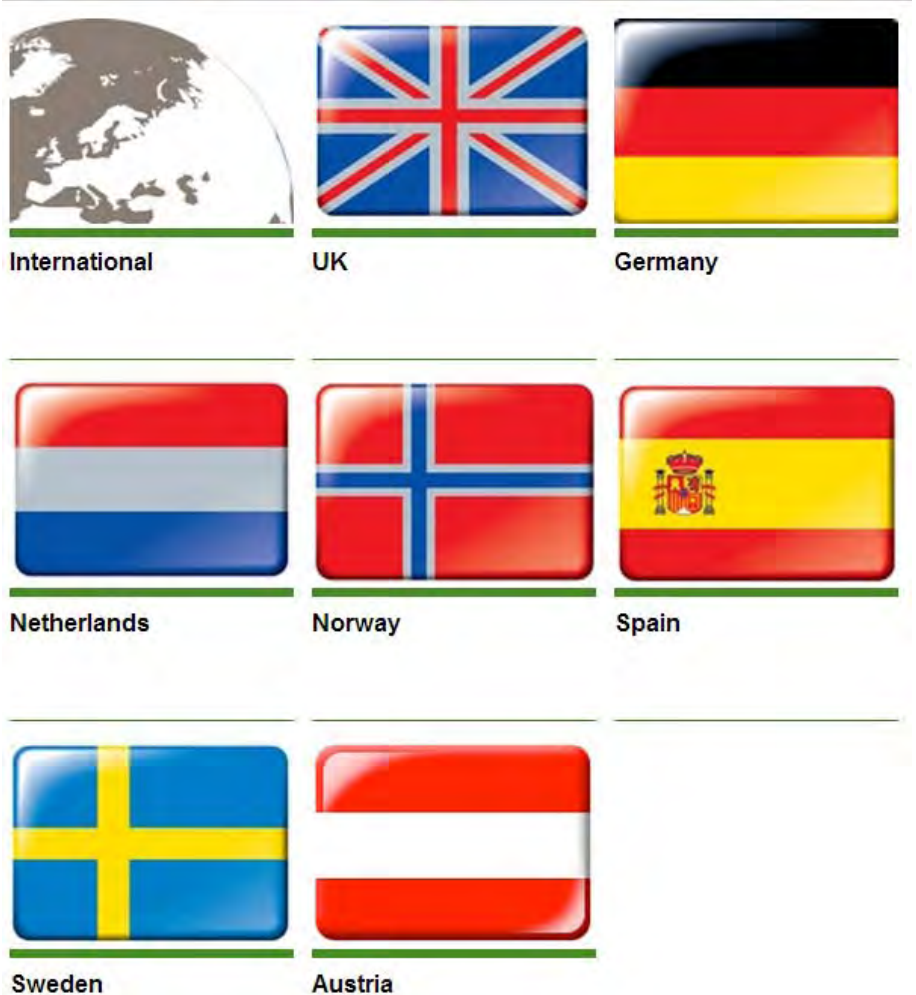 International
UK
Germany
Netherlands
Norway
Spain
Sweden
Austria